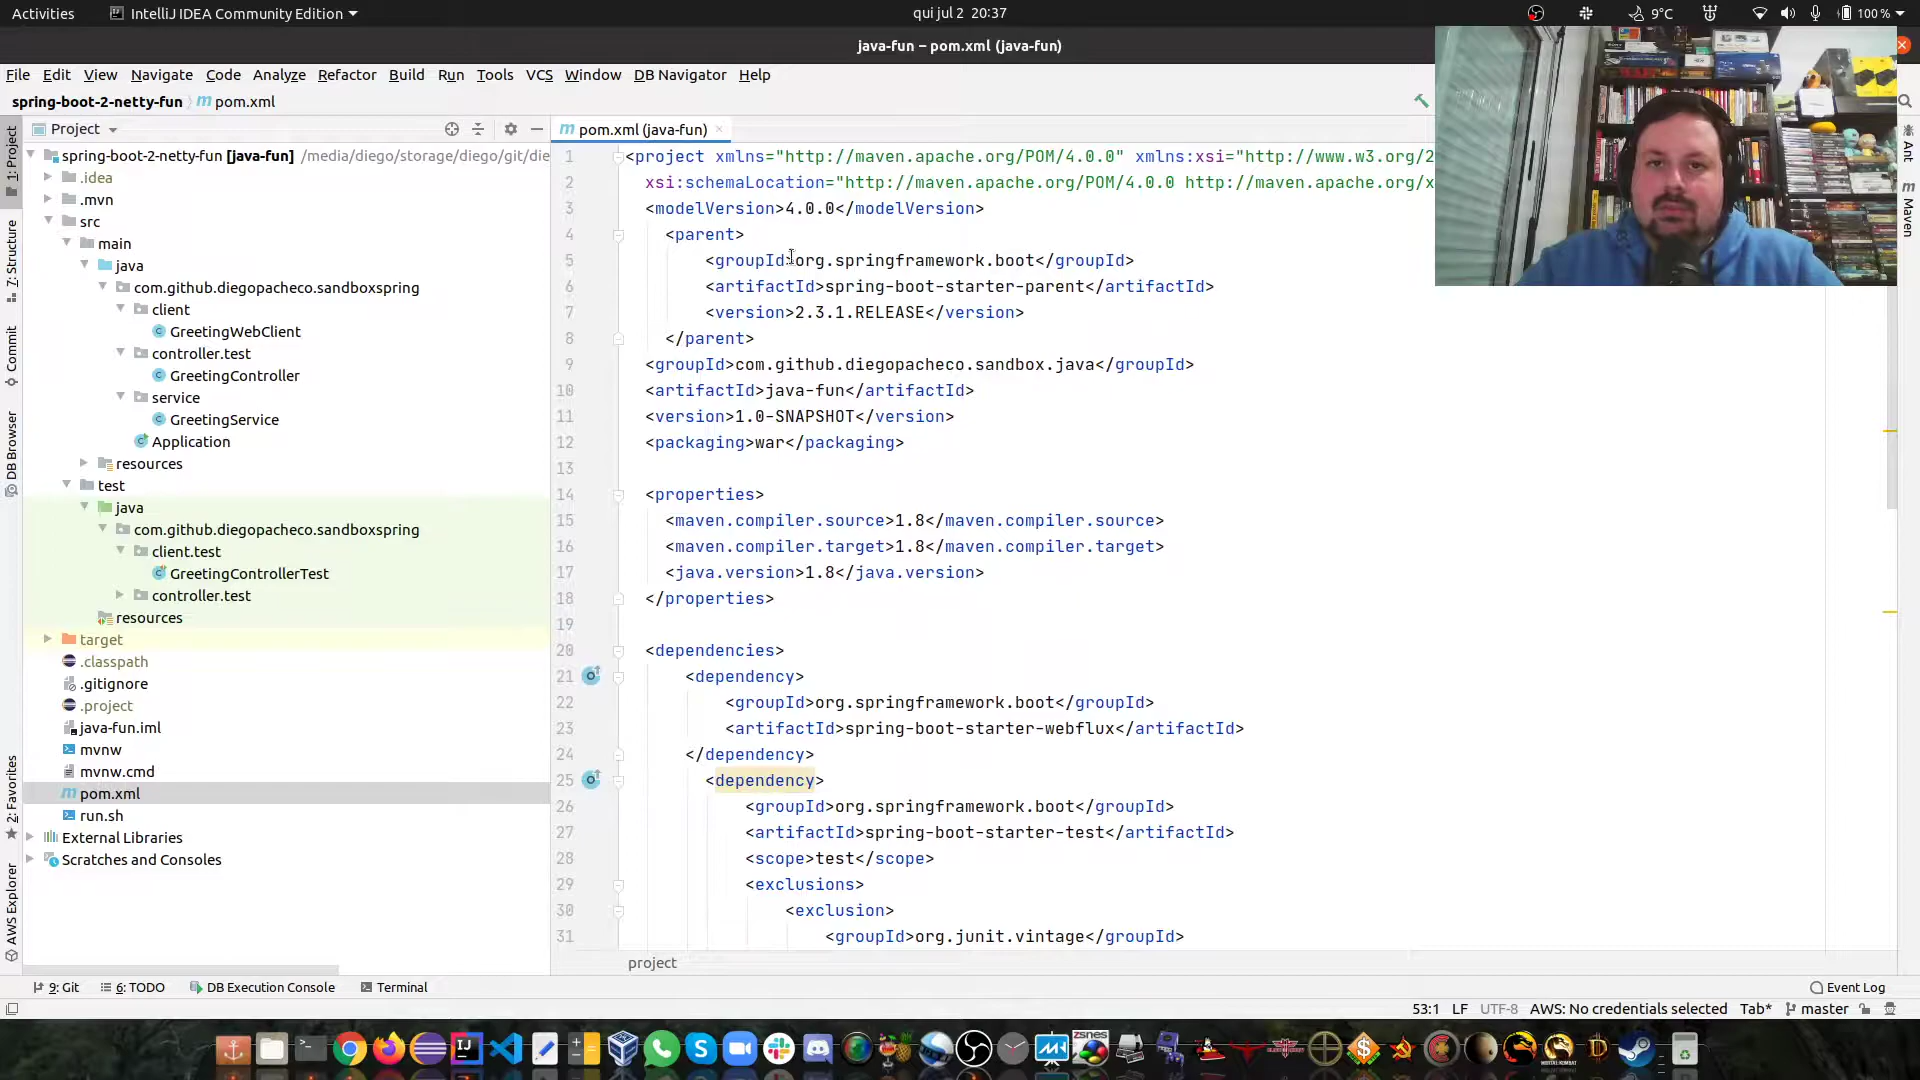 Activities
IntelliJ IDEA Community Edition
qui jul 2 20:37
9°C
100 %
java-fun – pom.xml (java-fun)
File Edit View Navigate Code Analyze Refactor Build Run Tools VCS Window DB Navigator Help
spring-boot-2-netty-fun
pom.xml
Project
pom.xml (java-fun)
1: Project
7: Structure
Commit
DB Browser
2: Favorites
AWS Explorer
Ant
Maven
spring-boot-2-netty-fun [java-fun] /media/diego/storage/diego/git/die
.idea
.mvn
src
main
java
com.github.diegopacheco.sandboxspring
client
GreetingWebClient
controller.test
GreetingController
service
GreetingService
Application
resources
test
java
com.github.diegopacheco.sandboxspring
client.test
GreetingControllerTest
controller.test
resources
target
.classpath
.gitignore
.project
java-fun.iml
mvnw
mvnw.cmd
pom.xml
run.sh
External Libraries
Scratches and Consoles
1 <project xmlns="http://maven.apache.org/POM/4.0.0" xmlns:xsi="http://www.w3.org/2
2 xsi:schemaLocation="http://maven.apache.org/POM/4.0.0 http://maven.apache.org/x
3 <modelVersion>4.0.0</modelVersion>
4 <parent>
5 <groupId>org.springframework.boot</groupId>
6 <artifactId>spring-boot-starter-parent</artifactId>
7 <version>2.3.1.RELEASE</version>
8 </parent>
9 <groupId>com.github.diegopacheco.sandbox.java</groupId>
10 <artifactId>java-fun</artifactId>
11 <version>1.0-SNAPSHOT</version>
12 <packaging>war</packaging>
13
14 <properties>
15 <maven.compiler.source>1.8</maven.compiler.source>
16 <maven.compiler.target>1.8</maven.compiler.target>
17 <java.version>1.8</java.version>
18 </properties>
19
20 <dependencies>
21 <dependency>
22 <groupId>org.springframework.boot</groupId>
23 <artifactId>spring-boot-starter-webflux</artifactId>
24 </dependency>
25 <dependency>
26 <groupId>org.springframework.boot</groupId>
27 <artifactId>spring-boot-starter-test</artifactId>
28 <scope>test</scope>
29 <exclusions>
30 <exclusion>
31 <groupId>org.junit.vintage</groupId>
project
9: Git
6: TODO
DB Execution Console
Terminal
Event Log
53:1 LF UTF-8 AWS: No credentials selected Tab* master
zsnes